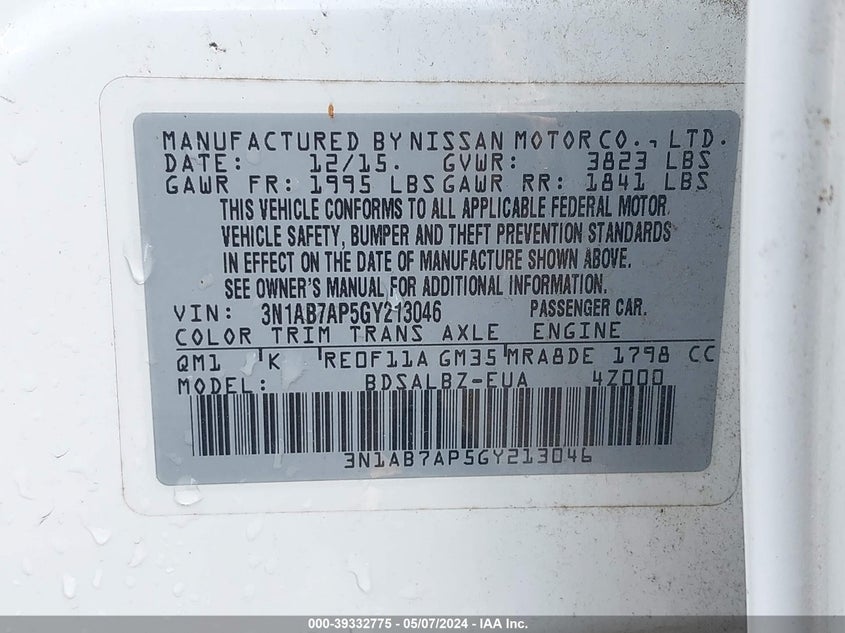 MANUFACTURED BY NISSAN MOTOR CO., LTD.
DATE: 12/15. GVWR: 3823 LBS
GAWR FR: 1995 LBS GAWR RR: 1841 LBS
THIS VEHICLE CONFORMS TO ALL APPLICABLE FEDERAL MOTOR
VEHICLE SAFETY, BUMPER AND THEFT PREVENTION STANDARDS
IN EFFECT ON THE DATE OF MANUFACTURE SHOWN ABOVE.
SEE OWNER'S MANUAL FOR ADDITIONAL INFORMATION.
VIN: 3N1AB7AP5GY213046 PASSENGER CAR.
COLOR TRIM TRANS AXLE ENGINE
QM1 K RE0F11A GM35 MRA8DE 1798 CC
MODEL: BDSALBZ-EUA 4Z000
3N1AB7AP5GY213046
000-39332775 - 05/07/2024 - IAA Inc.